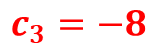 c₃ = −8